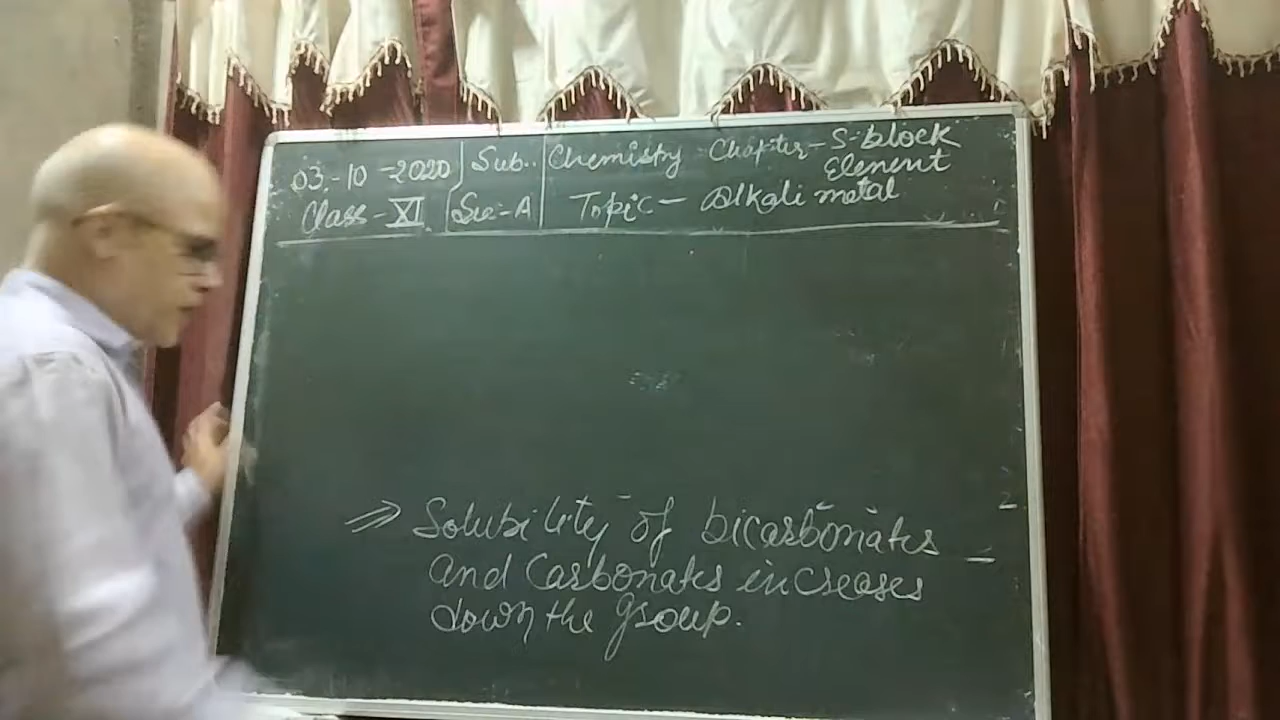 03.-10-2020 Sub.. Chemistry Chapter- S-block
Element
Class-XI Sec-A Topic- Alkali metal
⇒ Solubility of bicarbonates
and Carbonates increases
down the group.